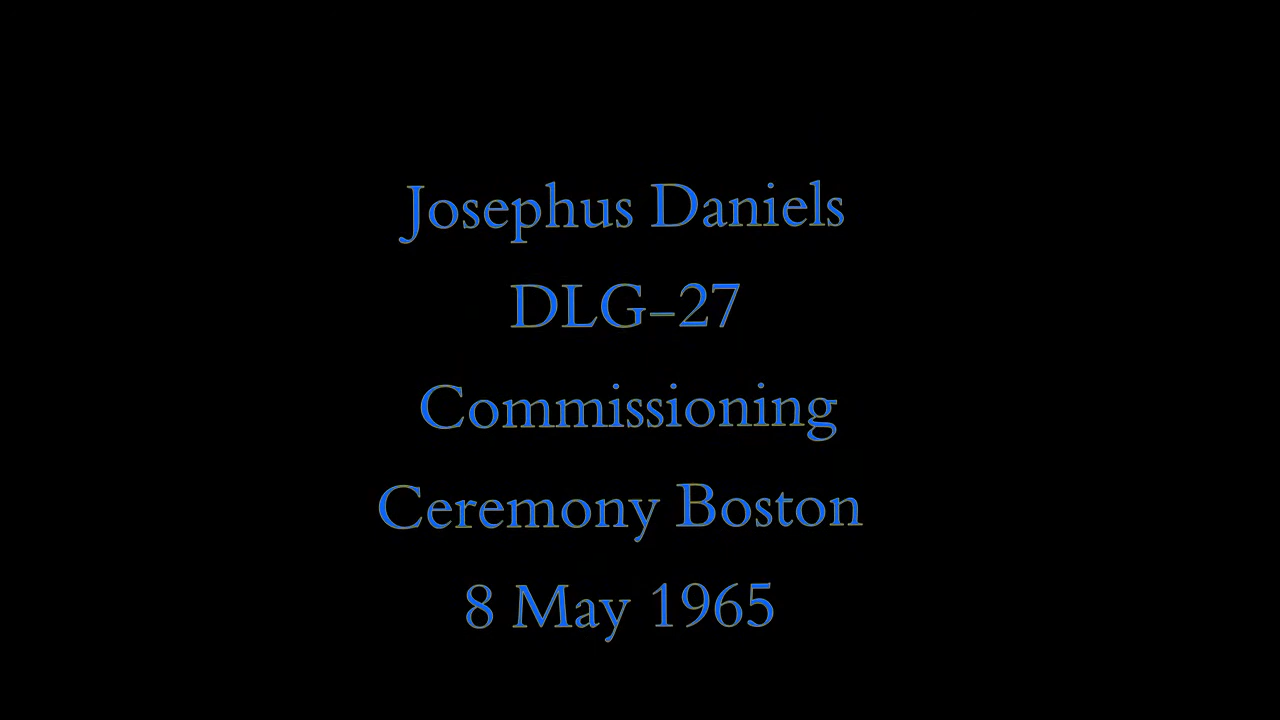 Josephus Daniels
DLG-27
Commissioning
Ceremony Boston
8 May 1965